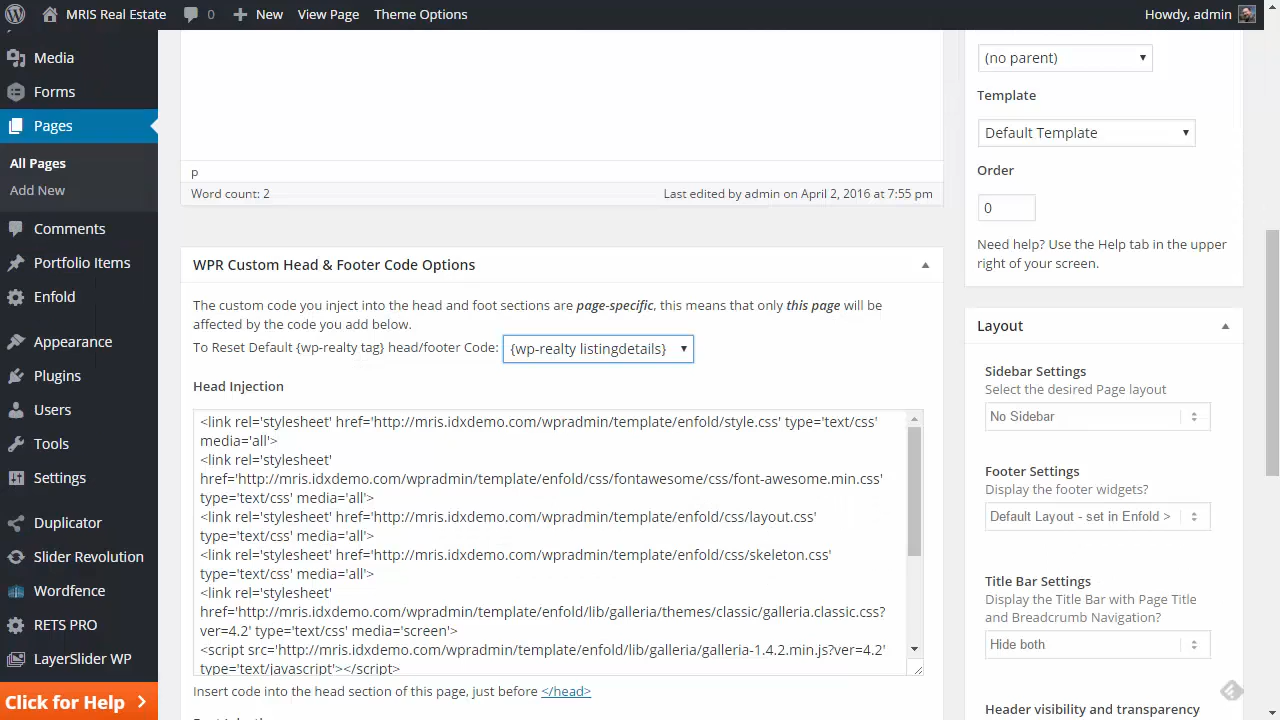 MRIS Real Estate
0
New
View Page
Theme Options
Howdy, admin
Media
Forms
Pages
All Pages
Add New
Comments
Portfolio Items
Enfold
Appearance
Plugins
Users
Tools
Settings
Duplicator
Slider Revolution
Wordfence
RETS PRO
LayerSlider WP
Click for Help
p
Word count: 2
Last edited by admin on April 2, 2016 at 7:55 pm
WPR Custom Head & Footer Code Options
The custom code you inject into the head and foot sections are page-specific, this means that only this page will be
affected by the code you add below.
To Reset Default {wp-realty tag} head/footer Code:
{wp-realty listingdetails}
Head Injection
<link rel='stylesheet' href='http://mris.idxdemo.com/wpradmin/template/enfold/style.css' type='text/css'
media='all'>
<link rel='stylesheet'
href='http://mris.idxdemo.com/wpradmin/template/enfold/css/fontawesome/css/font-awesome.min.css'
type='text/css' media='all'>
<link rel='stylesheet' href='http://mris.idxdemo.com/wpradmin/template/enfold/css/layout.css'
type='text/css' media='all'>
<link rel='stylesheet' href='http://mris.idxdemo.com/wpradmin/template/enfold/css/skeleton.css'
type='text/css' media='all'>
<link rel='stylesheet'
href='http://mris.idxdemo.com/wpradmin/template/enfold/lib/galleria/themes/classic/galleria.classic.css?
ver=4.2' type='text/css' media='screen'>
<script src='http://mris.idxdemo.com/wpradmin/template/enfold/lib/galleria/galleria-1.4.2.min.js?ver=4.2'
type='text/javascript'></script>
Insert code into the head section of this page, just before </head>
(no parent)
Template
Default Template
Order
0
Need help? Use the Help tab in the upper
right of your screen.
Layout
Sidebar Settings
Select the desired Page layout
No Sidebar
Footer Settings
Display the footer widgets?
Default Layout - set in Enfold >
Title Bar Settings
Display the Title Bar with Page Title
and Breadcrumb Navigation?
Hide both
Header visibility and transparency